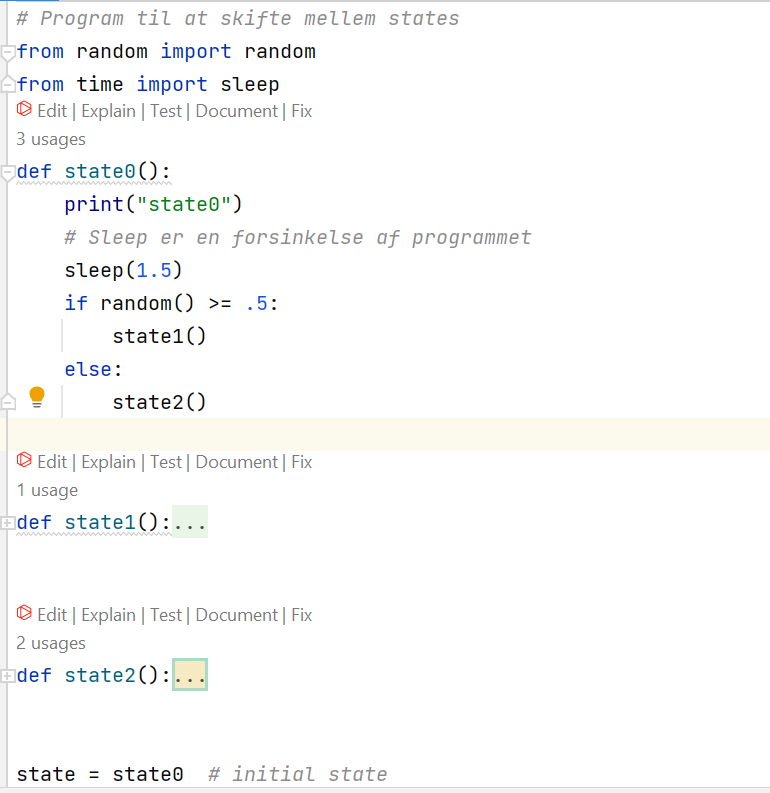 # Program til at skifte mellem states
from random import random
from time import sleep
Edit | Explain | Test | Document | Fix
3 usages
def state0():
    print("state0")
    # Sleep er en forsinkelse af programmet
    sleep(1.5)
    if random() >= .5:
        state1()
    else:
        state2()
Edit | Explain | Test | Document | Fix
1 usage
def state1():...
Edit | Explain | Test | Document | Fix
2 usages
def state2():...
state = state0  # initial state